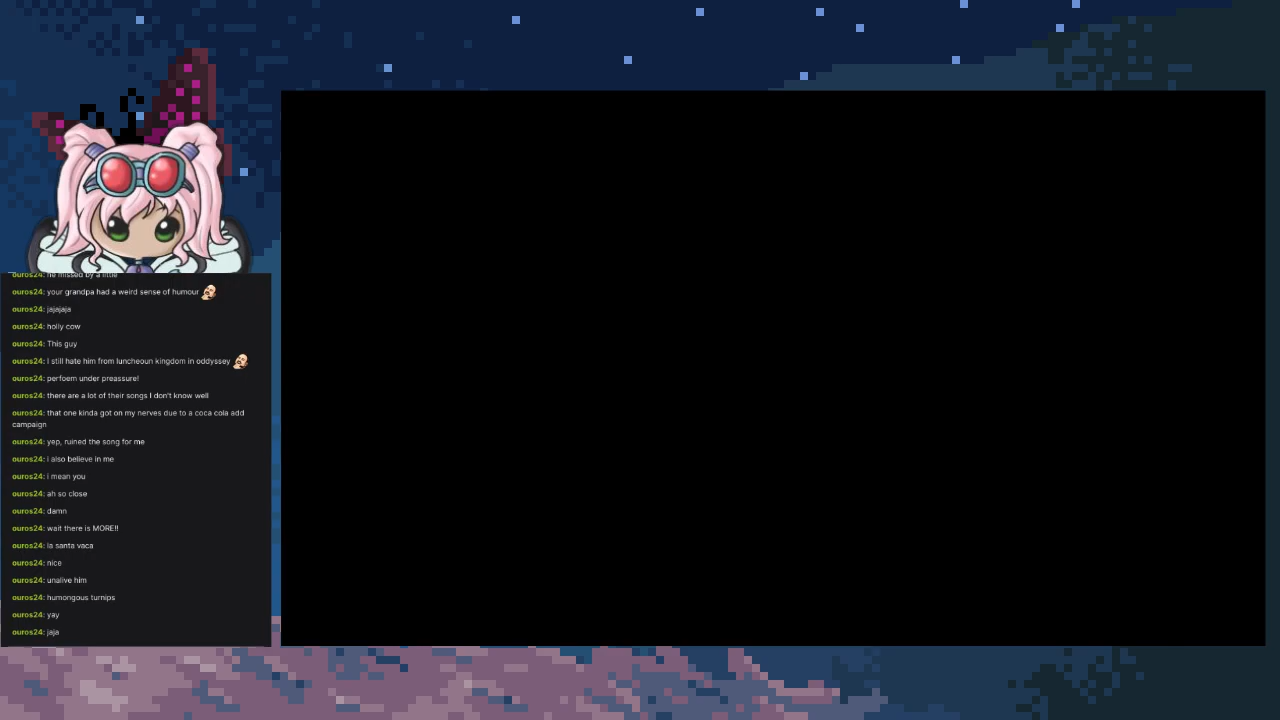 ouros24: he missed by a little
ouros24: your grandpa had a weird sense of humour
ouros24: jajajaja
ouros24: holly cow
ouros24: This guy
ouros24: I still hate him from luncheoun kingdom in oddyssey
ouros24: perfoem under preassure!
ouros24: there are a lot of their songs I don't know well
ouros24: that one kinda got on my nerves due to a coca cola add
campaign
ouros24: yep, ruined the song for me
ouros24: i also believe in me
ouros24: i mean you
ouros24: ah so close
ouros24: damn
ouros24: wait there is MORE!!
ouros24: la santa vaca
ouros24: nice
ouros24: unalive him
ouros24: humongous turnips
ouros24: yay
ouros24: jaja